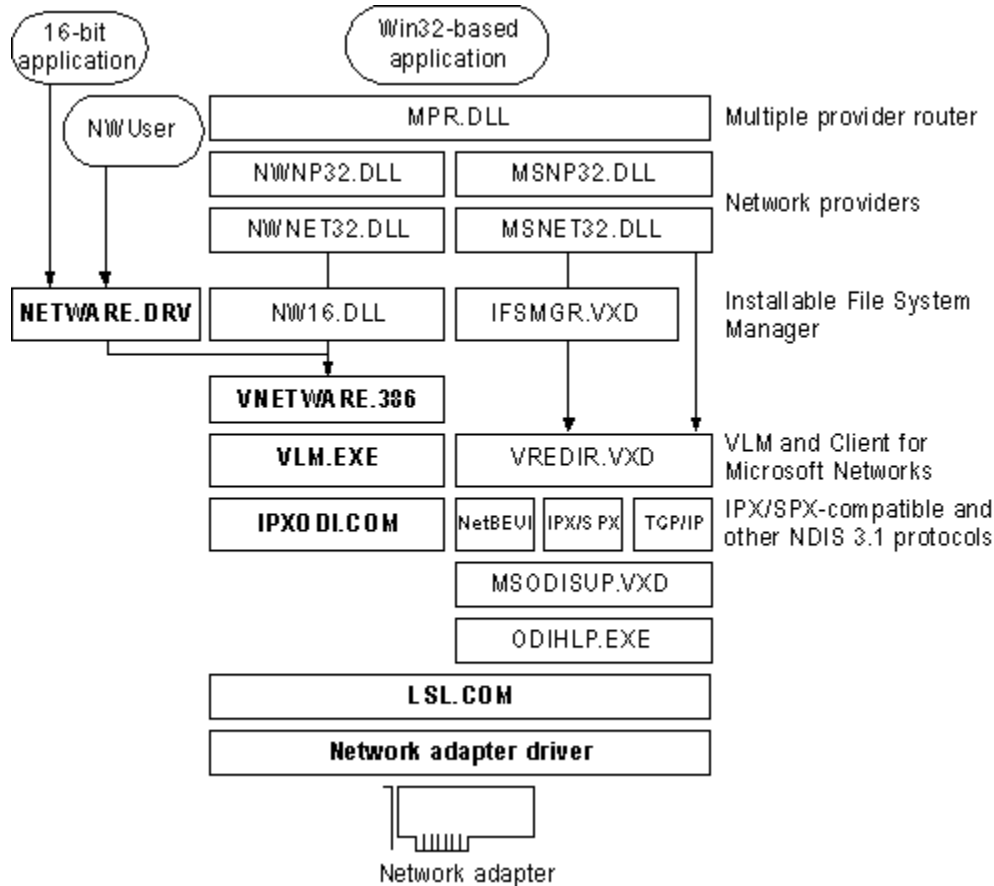 16-bit
application
Win32-based
application
NWUser
MPR.DLL
Multiple provider router
NWNP32.DLL
MSNP32.DLL
Network providers
NWNET32.DLL
MSNET32.DLL
NETWARE.DRV
NW16.DLL
IFSMGR.VXD
Installable File System
Manager
VNETWARE.386
VLM.EXE
VREDIR.VXD
VLM and Client for
Microsoft Networks
IPXODI.COM
NetBEUI
IPX/SPX
TCP/IP
IPX/SPX-compatible and
other NDIS 3.1 protocols
MSODISUP.VXD
ODIHLP.EXE
LSL.COM
Network adapter driver
Network adapter